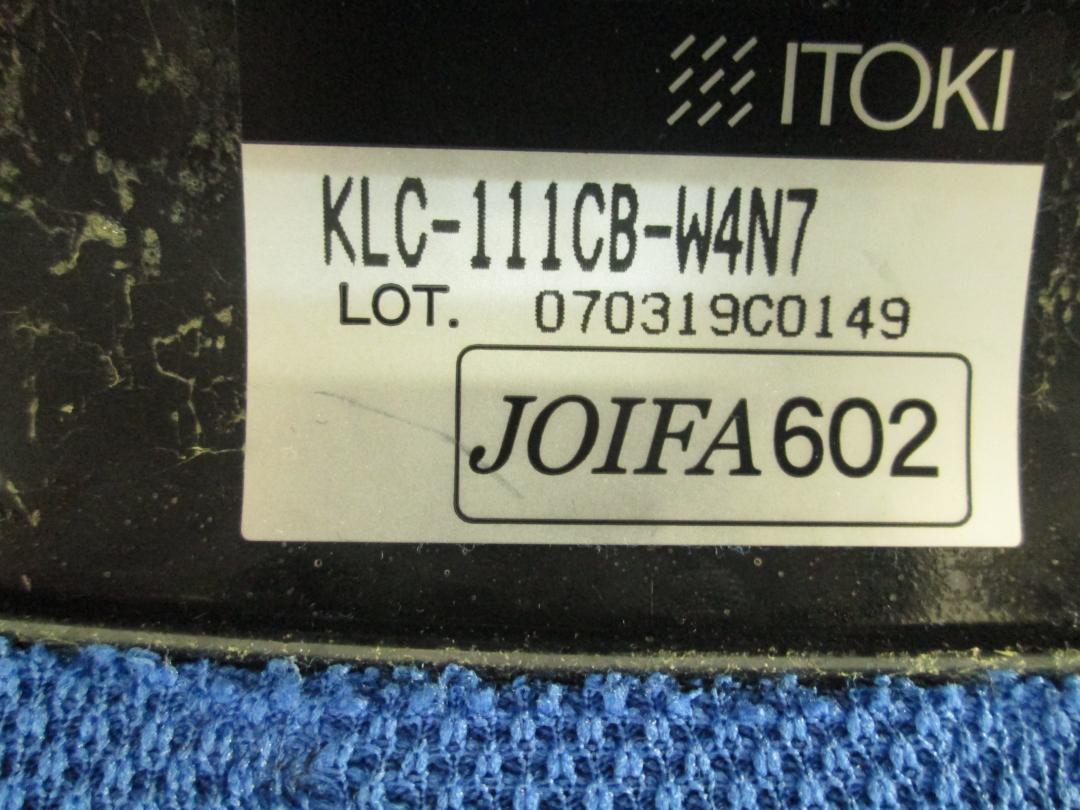 ITOKI
KLC-111CB-W4N7
LOT. 070319C0149
JOIFA602